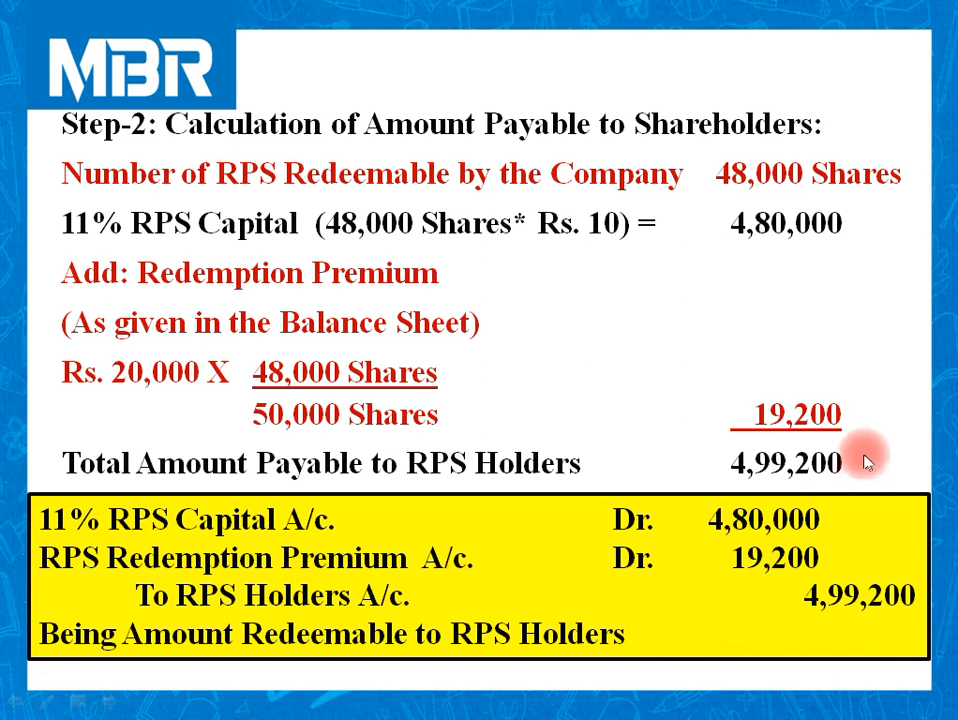 MBR
Step-2: Calculation of Amount Payable to Shareholders:
Number of RPS Redeemable by the Company 48,000 Shares
11% RPS Capital (48,000 Shares* Rs. 10) = 4,80,000
Add: Redemption Premium
(As given in the Balance Sheet)
Rs. 20,000 X 48,000 Shares
50,000 Shares 19,200
Total Amount Payable to RPS Holders 4,99,200
11% RPS Capital A/c. Dr. 4,80,000
RPS Redemption Premium A/c. Dr. 19,200
To RPS Holders A/c. 4,99,200
Being Amount Redeemable to RPS Holders